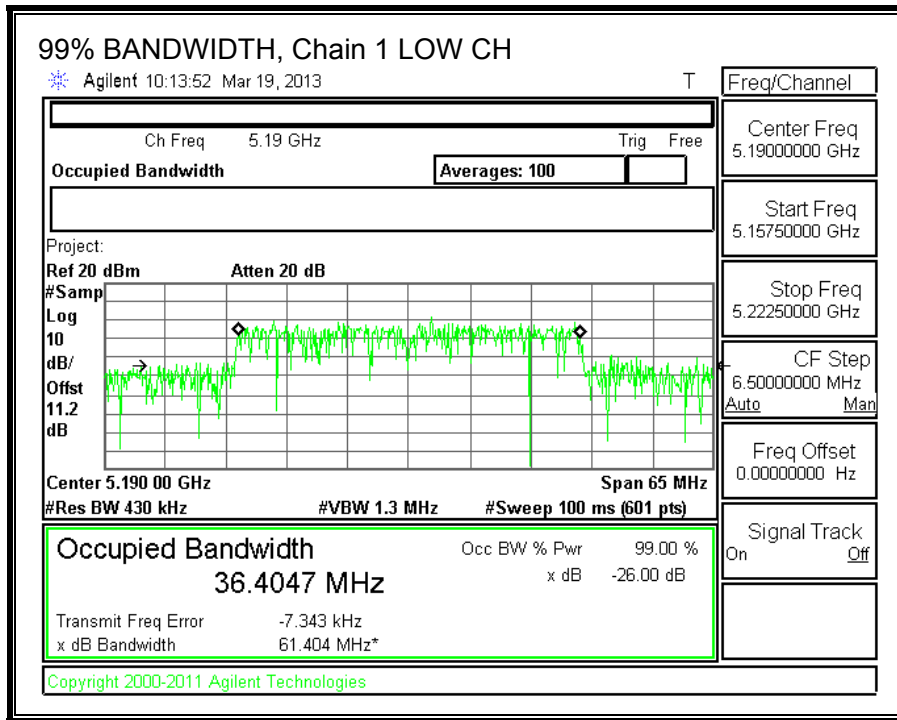 99% BANDWIDTH, Chain 1 LOW CH
Agilent 10:13:52 Mar 19, 2013 T
Freq/Channel
Ch Freq 5.19 GHz Trig Free
Occupied Bandwidth Averages: 100
Project:
Ref 20 dBm Atten 20 dB
#Samp
Log
10
dB/
Offst
11.2
dB
Center 5.190 00 GHz Span 65 MHz
#Res BW 430 kHz #VBW 1.3 MHz #Sweep 100 ms (601 pts)
Occupied Bandwidth Occ BW % Pwr 99.00 %
36.4047 MHz x dB -26.00 dB
Transmit Freq Error -7.343 kHz
x dB Bandwidth 61.404 MHz*
Copyright 2000-2011 Agilent Technologies
Center Freq
5.19000000 GHz
Start Freq
5.15750000 GHz
Stop Freq
5.22250000 GHz
CF Step
6.50000000 MHz
Auto Man
Freq Offset
0.00000000 Hz
Signal Track
On Off